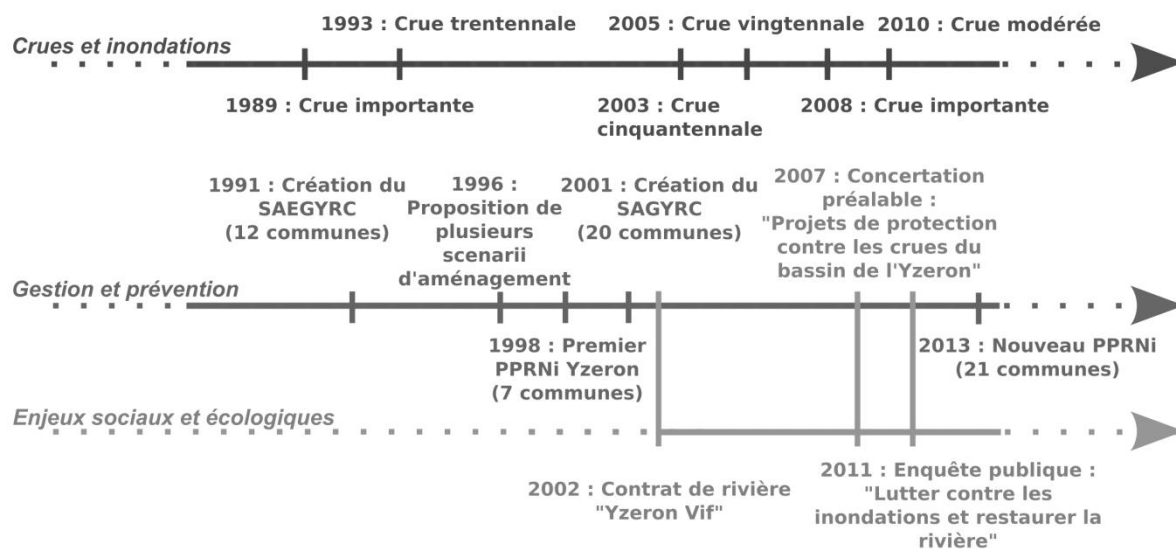 1993 : Crue trentennale
2005 : Crue vingtennale
2010 : Crue modérée
Crues et inondations
1989 : Crue importante
2003 : Crue
cinquantennale
2008 : Crue importante
1991 : Création du
SAEGYRC
(12 communes)
1996 :
Proposition de
plusieurs
scenarii
d'aménagement
2001 : Création du
SAGYRC
(20 communes)
2007 : Concertation
préalable :
"Projets de protection
contre les crues du
bassin de l'Yzeron"
Gestion et prévention
1998 : Premier
PPRNi Yzeron
(7 communes)
2013 : Nouveau PPRNi
(21 communes)
Enjeux sociaux et écologiques
2002 : Contrat de rivière
"Yzeron Vif"
2011 : Enquête publique :
"Lutter contre les
inondations et restaurer la
rivière"